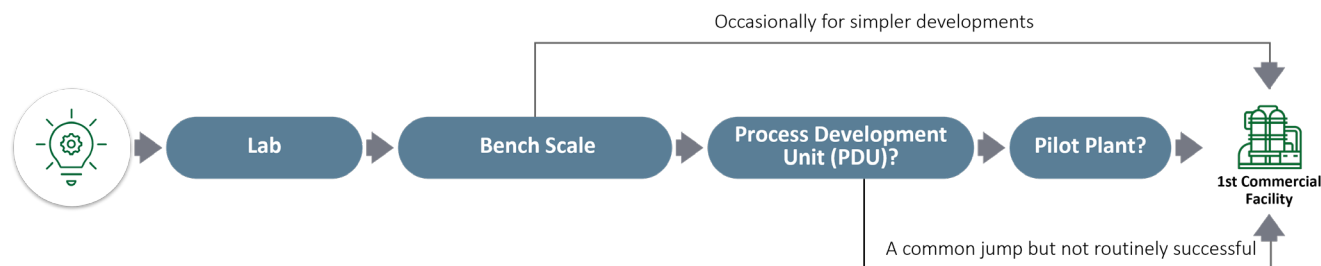 Occasionally for simpler developments
Lab
Bench Scale
Process Development
Unit (PDU)?
Pilot Plant?
1st Commercial
Facility
A common jump but not routinely successful